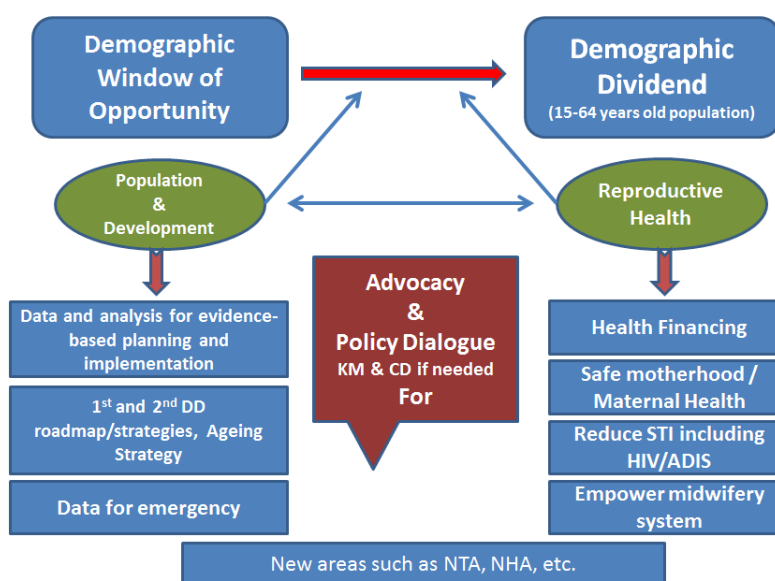 Demographic
Window of
Opportunity
Demographic
Dividend
(15-64 years old population)
Population
&
Development
Reproductive
Health
Advocacy
&
Policy Dialogue
KM & CD if needed
For
Data and analysis for evidence-
based planning and
implementation
1st and 2nd DD
roadmap/strategies, Ageing
Strategy
Data for emergency
Health Financing
Safe motherhood /
Maternal Health
Reduce STI including
HIV/ADIS
Empower midwifery
system
New areas such as NTA, NHA, etc.